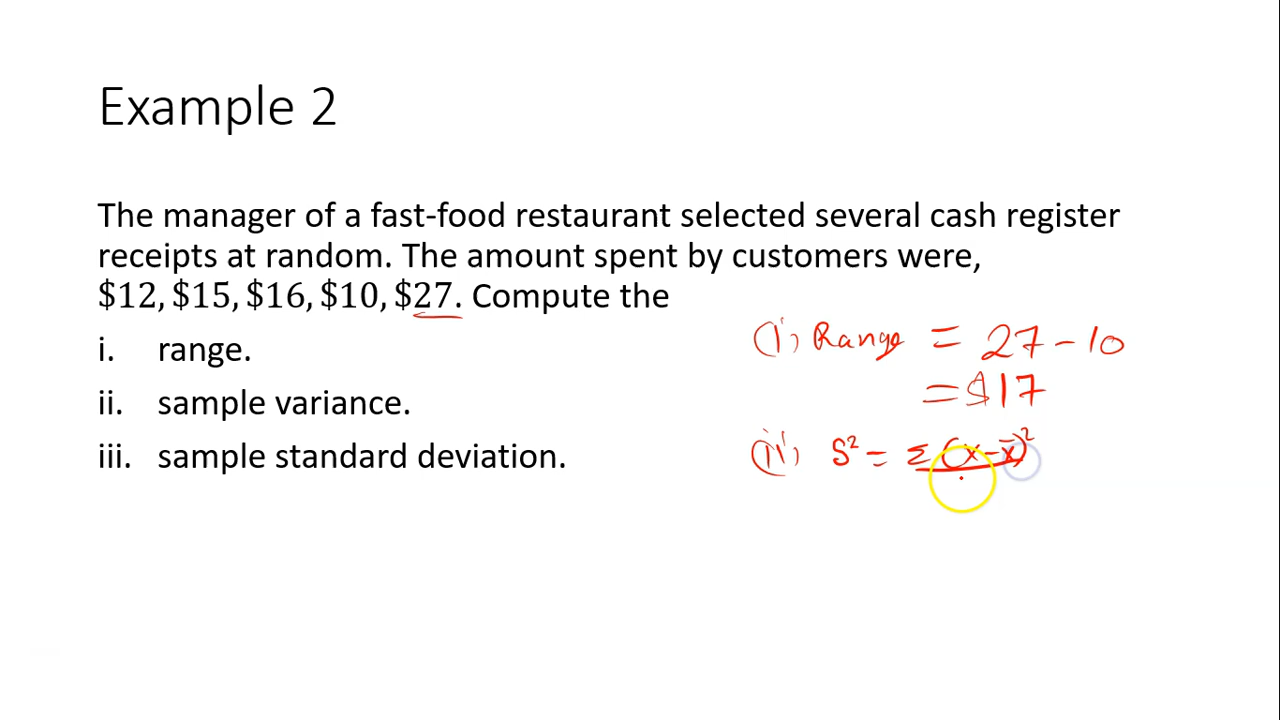 Example 2
The manager of a fast-food restaurant selected several cash register
receipts at random. The amount spent by customers were,
$12, $15, $16, $10, $27. Compute the
i. range.
ii. sample variance.
iii. sample standard deviation.
(i) Range = 27 - 10
= $17
(ii) S² = Σ(x-x̄)²